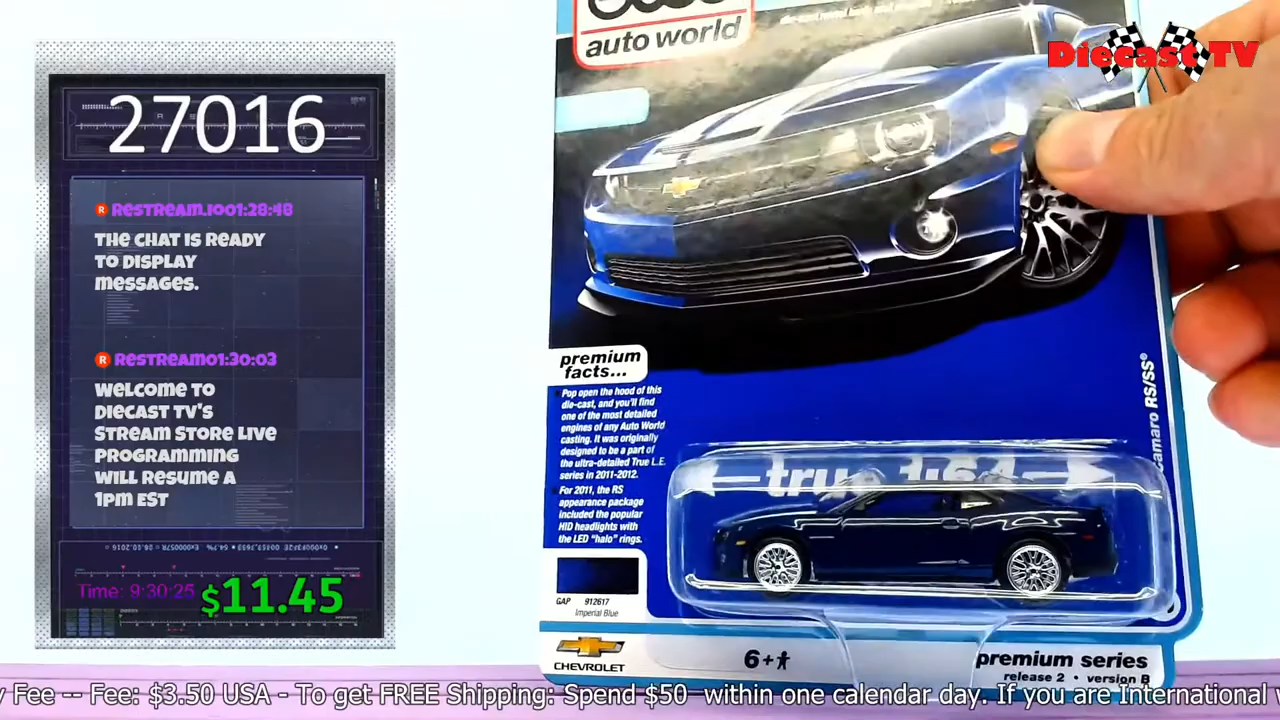 27016
Restream.io01:28:48
The chat is ready
to display
messages.
Restream01:30:03
Welcome to
Diecast TV's
Stream Store Live
Programming
will resume a
1pm EST
Time: 9:30:25
$11.45
auto world
Diecast TV
premium
facts...
Pop open the hood of this
die-cast, and you'll find
one of the most detailed
engines of any Auto World
casting. It was originally
designed to be a part of
the ultra-detailed True L.E.
series in 2011-2012.
For 2011, the RS
appearance package
included the popular
HID headlights with
the LED "halo" rings.
camaro RS/SS®
true 1:64
GAP 912617
Imperial Blue
CHEVROLET
6+
premium series
release 2 • version B
y Fee -- Fee: $3.50 USA - To get FREE Shipping: Spend $50 within one calendar day. If you are International